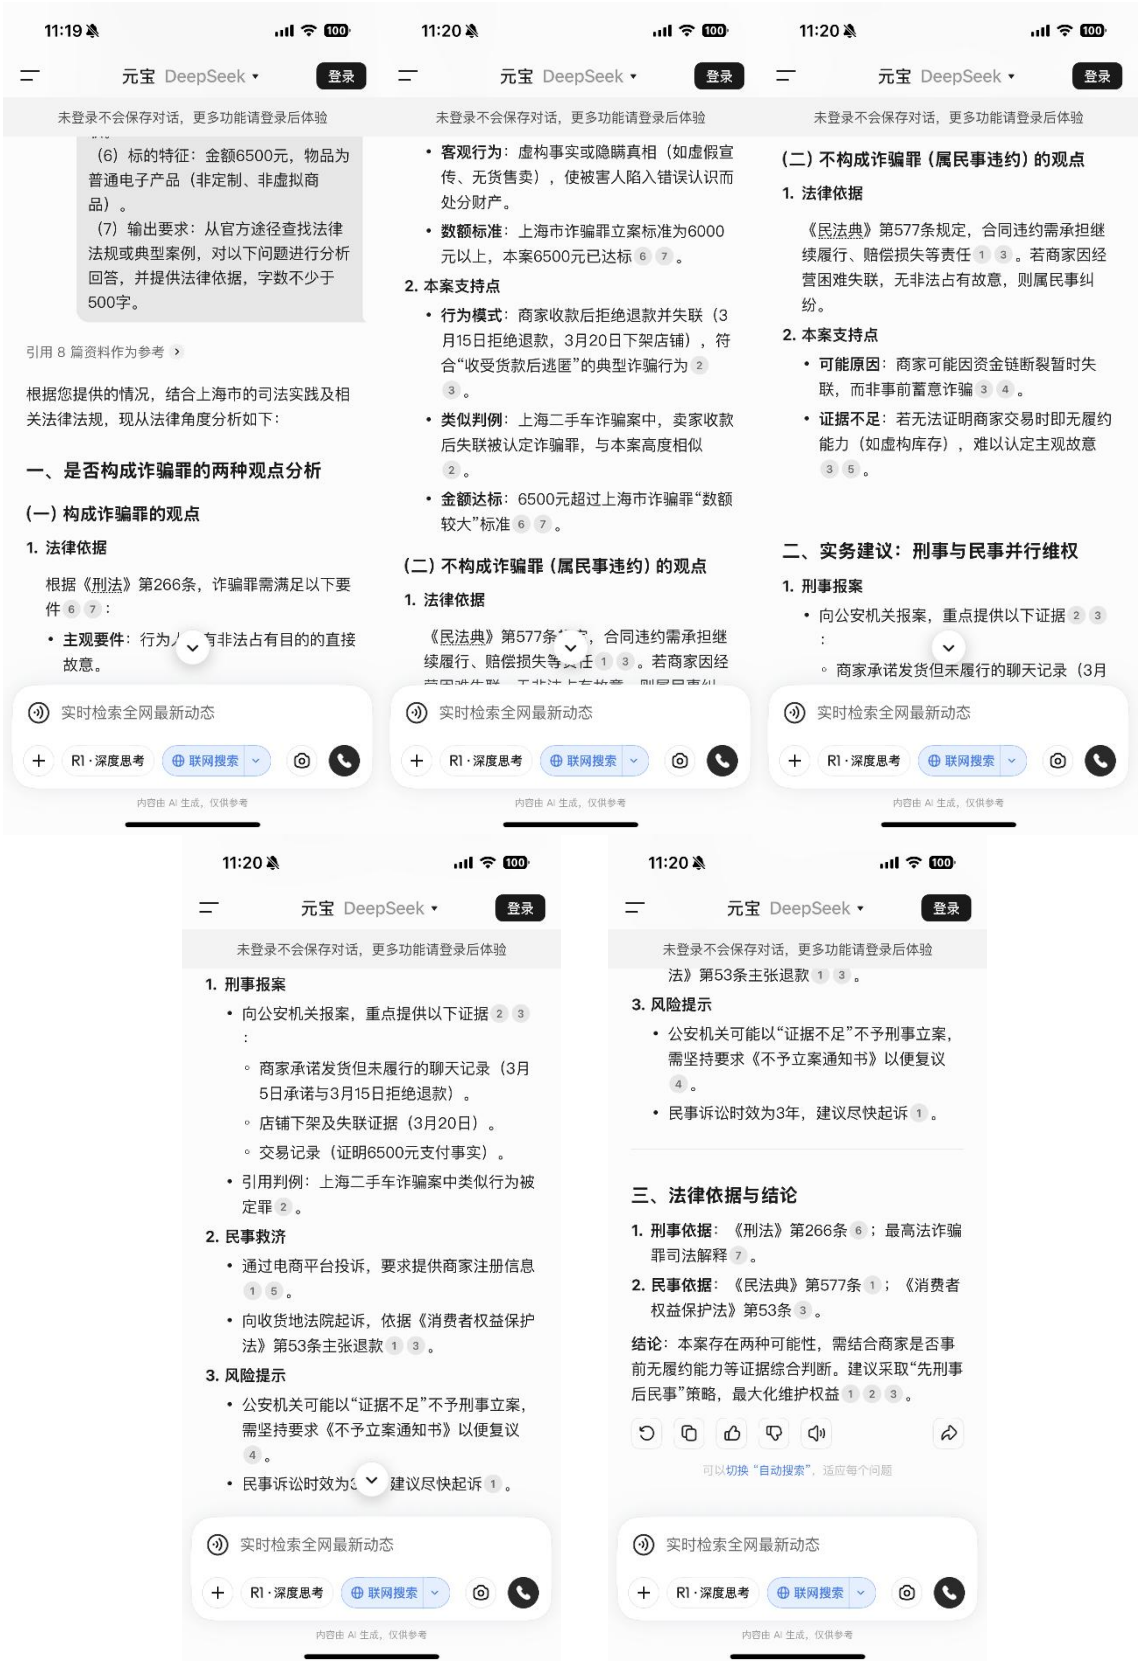 11:19
100
元宝 DeepSeek
登录
未登录不会保存对话，更多功能请登录后体验
（6）标的特征：金额6500元，物品为
普通电子产品（非定制、非虚拟商
品）。
（7）输出要求：从官方途径查找法律
法规或典型案例，对以下问题进行分析
回答，并提供法律依据，字数不少于
500字。
引用 8 篇资料作为参考
根据您提供的情况，结合上海市的司法实践及相
关法律法规，现从法律角度分析如下：
一、是否构成诈骗罪的两种观点分析
(一) 构成诈骗罪的观点
1. 法律依据
根据《刑法》第266条，诈骗罪需满足以下要
件 6 7：
• 主观要件：行为人 有非法占有目的的直接
故意。
实时检索全网最新动态
R1·深度思考
联网搜索
内容由 AI 生成，仅供参考
11:20
100
元宝 DeepSeek
登录
未登录不会保存对话，更多功能请登录后体验
• 客观行为：虚构事实或隐瞒真相（如虚假宣
传、无货售卖），使被害人陷入错误认识而
处分财产。
• 数额标准：上海市诈骗罪立案标准为6000
元以上，本案6500元已达标 6 7。
2. 本案支持点
• 行为模式：商家收款后拒绝退款并失联（3
月15日拒绝退款，3月20日下架店铺），符
合“收受货款后逃匿”的典型诈骗行为 2
3。
• 类似判例：上海二手车诈骗案中，卖家收款
后失联被认定诈骗罪，与本案高度相似
2。
• 金额达标：6500元超过上海市诈骗罪“数额
较大”标准 6 7。
(二) 不构成诈骗罪 (属民事违约) 的观点
1. 法律依据
《民法典》第577条 ，合同违约需承担继
续履行、赔偿损失等责任 1 3。若商家因经
营困难失联，无非法占有故意，则属民事纠
实时检索全网最新动态
R1·深度思考
联网搜索
内容由 AI 生成，仅供参考
11:20
100
元宝 DeepSeek
登录
未登录不会保存对话，更多功能请登录后体验
(二) 不构成诈骗罪 (属民事违约) 的观点
1. 法律依据
《民法典》第577条规定，合同违约需承担继
续履行、赔偿损失等责任 1 3。若商家因经
营困难失联，无非法占有故意，则属民事纠
纷。
2. 本案支持点
• 可能原因：商家可能因资金链断裂暂时失
联，而非事前蓄意诈骗 3 4。
• 证据不足：若无法证明商家交易时即无履约
能力（如虚构库存），难以认定主观故意
3 5。
二、实务建议：刑事与民事并行维权
1. 刑事报案
• 向公安机关报案，重点提供以下证据 2 3
：
◦ 商家承诺发货但未履行的聊天记录（3月
实时检索全网最新动态
R1·深度思考
联网搜索
内容由 AI 生成，仅供参考
11:20
100
元宝 DeepSeek
登录
未登录不会保存对话，更多功能请登录后体验
1. 刑事报案
• 向公安机关报案，重点提供以下证据 2 3
：
◦ 商家承诺发货但未履行的聊天记录（3月
5日承诺与3月15日拒绝退款）。
◦ 店铺下架及失联证据（3月20日）。
◦ 交易记录（证明6500元支付事实）。
• 引用判例：上海二手车诈骗案中类似行为被
定罪 2。
2. 民事救济
• 通过电商平台投诉，要求提供商家注册信息
1 5。
• 向收货地法院起诉，依据《消费者权益保护
法》第53条主张退款 1 3。
3. 风险提示
• 公安机关可能以“证据不足”不予刑事立案，
需坚持要求《不予立案通知书》以便复议
4。
• 民事诉讼时效为3 建议尽快起诉 1。
实时检索全网最新动态
R1·深度思考
联网搜索
内容由 AI 生成，仅供参考
11:20
100
元宝 DeepSeek
登录
未登录不会保存对话，更多功能请登录后体验
法》第53条主张退款 1 3。
3. 风险提示
• 公安机关可能以“证据不足”不予刑事立案，
需坚持要求《不予立案通知书》以便复议
4。
• 民事诉讼时效为3年，建议尽快起诉 1。
三、法律依据与结论
1. 刑事依据：《刑法》第266条 6；最高法诈骗
罪司法解释 7。
2. 民事依据：《民法典》第577条 1；《消费者
权益保护法》第53条 3。
结论：本案存在两种可能性，需结合商家是否事
前无履约能力等证据综合判断。建议采取“先刑事
后民事”策略，最大化维护权益 1 2 3。
可以切换“自动搜索”，适应每个问题
实时检索全网最新动态
R1·深度思考
联网搜索
内容由 AI 生成，仅供参考